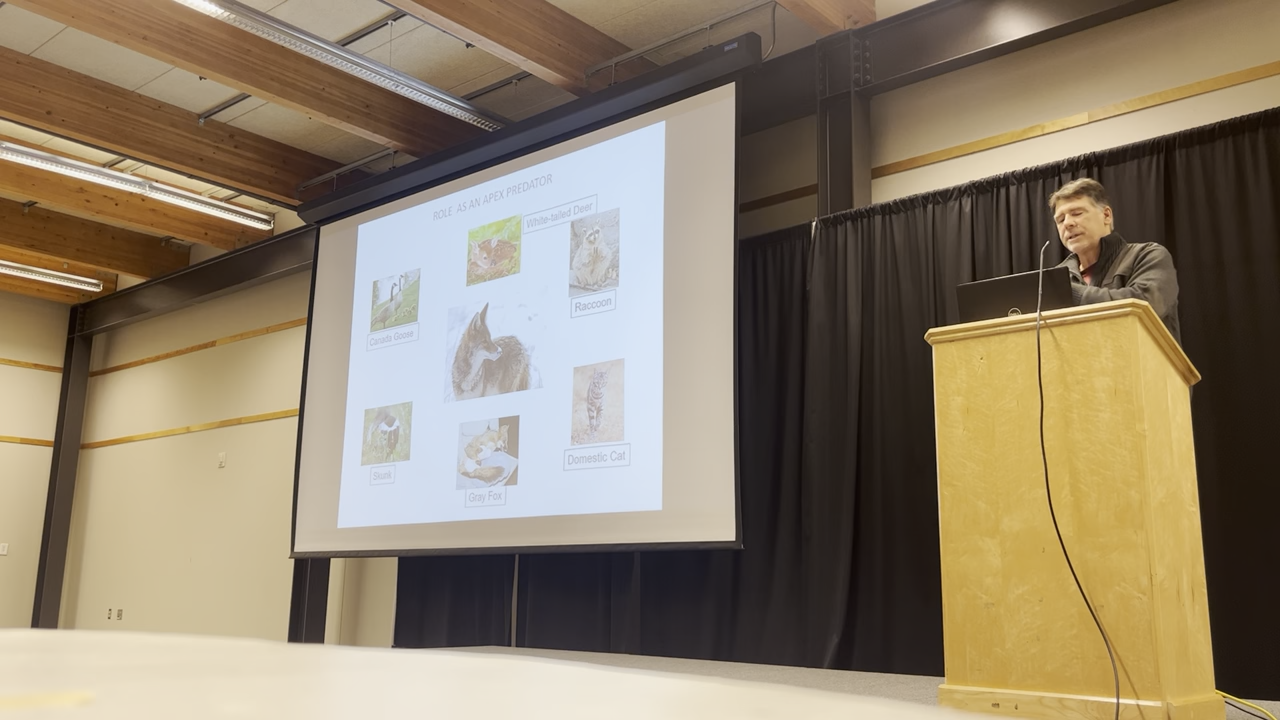 ROLE AS AN APEX PREDATOR
White-tailed Deer
Raccoon
Canada Goose
Domestic Cat
Skunk
Gray Fox